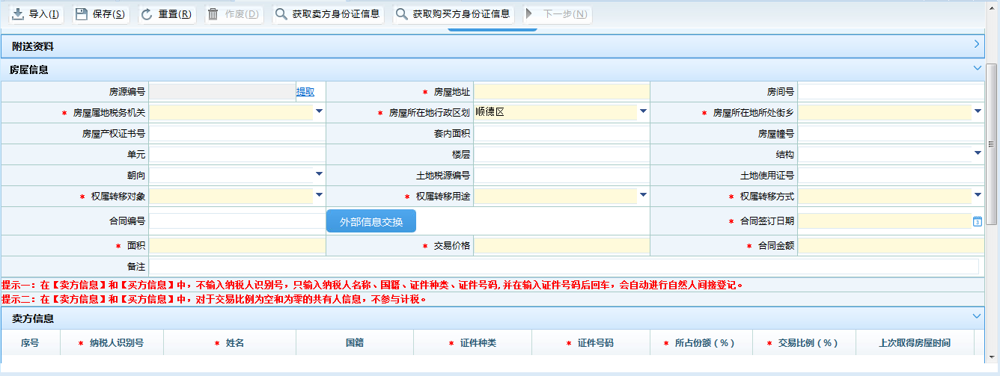 导入(I) 保存(S) 重置(R) 作废(D) 获取卖方身份证信息 获取购买方身份证信息 下一步(N)
附送资料
房屋信息
房源编号 提取 * 房屋地址 房间号
* 房屋属地税务机关 * 房屋所在地行政区划 顺德区 * 房屋所在地所处街乡
房屋产权证书号 套内面积 房屋幢号
单元 楼层 结构
朝向 土地税源编号 土地使用证号
* 权属转移对象 * 权属转移用途 * 权属转移方式
合同编号 外部信息交换 * 合同签订日期
* 面积 * 交易价格 * 合同金额
备注
提示一：在【卖方信息】和【买方信息】中，不输入纳税人识别号，只输入纳税人名称、国籍、证件种类、证件号码,并在输入证件号码后回车，会自动进行自然人间接登记。
提示二：在【卖方信息】和【买方信息】中，对于交易比例为空和为零的共有人信息，不参与计税。
卖方信息
序号 * 纳税人识别号 * 姓名 国籍 * 证件种类 * 证件号码 * 所占份额（%） * 交易比例（%） 上次取得房屋时间